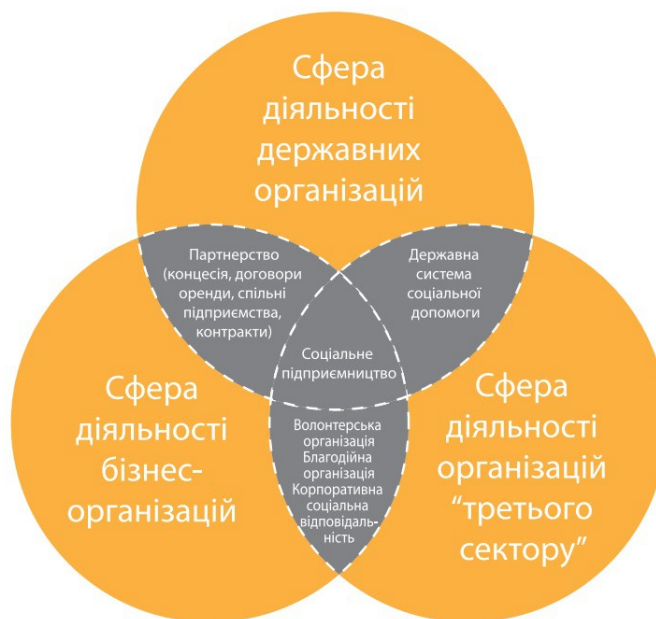 Сфера
діяльності
державних
організацій
Партнерство
(концесія, договори
оренди, спільні
підприємства,
контракти)
Державна
система
соціальної
допомоги
Соціальне
підприємництво
Сфера
діяльності
бізнес-
організацій
Волонтерська
організація
Благодійна
організація
Корпоративна
соціальна
відповідаль-
ність
Сфера
діяльності
організацій
“третього
сектору”